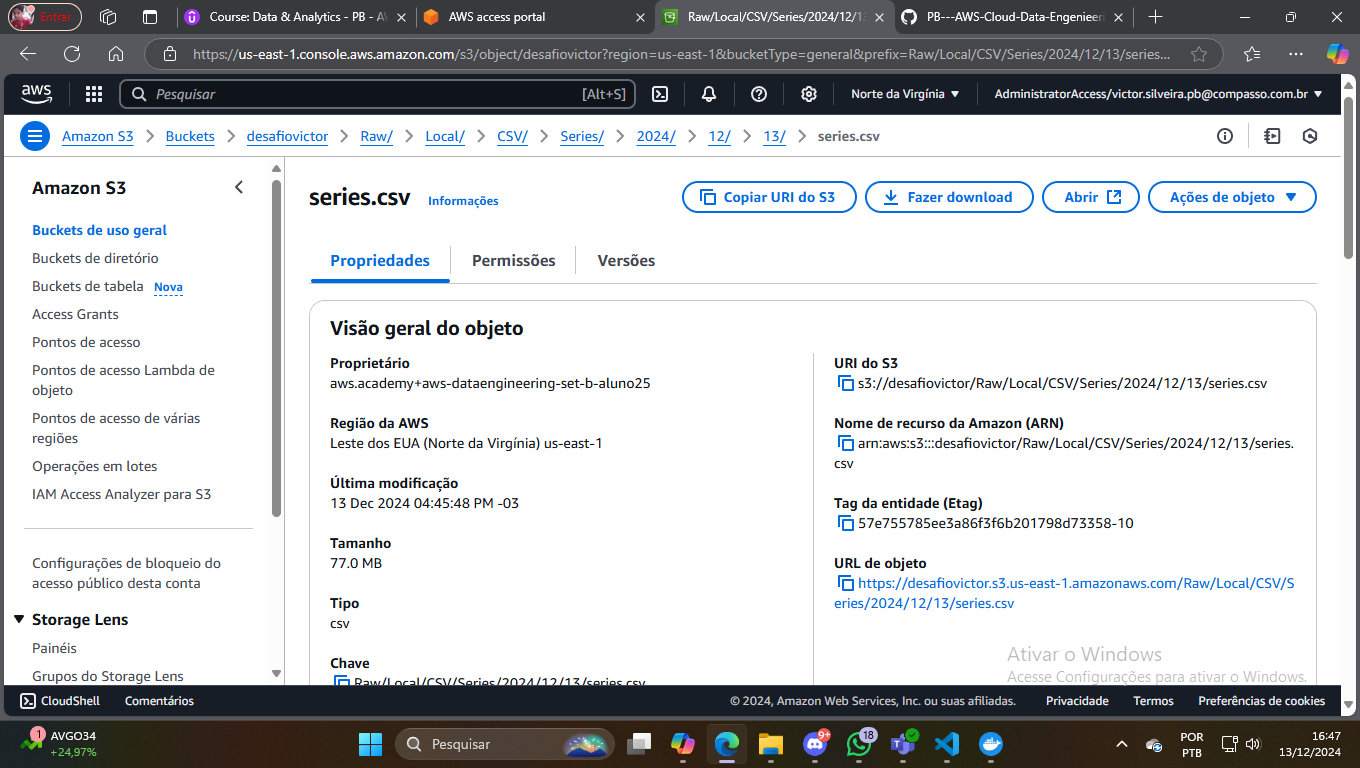 Entrar
Course: Data & Analytics - PB - AW
AWS access portal
Raw/Local/CSV/Series/2024/12/13
PB---AWS-Cloud-Data-Engenieen
https://us-east-1.console.aws.amazon.com/s3/object/desafiovictor?region=us-east-1&bucketType=general&prefix=Raw/Local/CSV/Series/2024/12/13/series...
aws
Pesquisar
[Alt+S]
Norte da Virgínia
AdministratorAccess/victor.silveira.pb@compasso.com.br
Amazon S3
Buckets
desafiovictor
Raw/
Local/
CSV/
Series/
2024/
12/
13/
series.csv
Amazon S3
Buckets de uso geral
Buckets de diretório
Buckets de tabela Nova
Access Grants
Pontos de acesso
Pontos de acesso Lambda de
objeto
Pontos de acesso de várias
regiões
Operações em lotes
IAM Access Analyzer para S3
Configurações de bloqueio do
acesso público desta conta
Storage Lens
Painéis
Grupos do Storage Lens
series.csv
Informações
Copiar URI do S3
Fazer download
Abrir
Ações de objeto
Propriedades
Permissões
Versões
Visão geral do objeto
Proprietário
aws.academy+aws-dataengineering-set-b-aluno25
Região da AWS
Leste dos EUA (Norte da Virgínia) us-east-1
Última modificação
13 Dec 2024 04:45:48 PM -03
Tamanho
77.0 MB
Tipo
csv
Chave
Raw/Local/CSV/Series/2024/12/13/series.csv
URI do S3
s3://desafiovictor/Raw/Local/CSV/Series/2024/12/13/series.csv
Nome de recurso da Amazon (ARN)
arn:aws:s3:::desafiovictor/Raw/Local/CSV/Series/2024/12/13/series.
csv
Tag da entidade (Etag)
57e755785ee3a86f3f6b201798d73358-10
URL de objeto
https://desafiovictor.s3.us-east-1.amazonaws.com/Raw/Local/CSV/S
eries/2024/12/13/series.csv
Ativar o Windows
Acesse Configurações para ativar o Windows.
CloudShell
Comentários
© 2024, Amazon Web Services, Inc. ou suas afiliadas.
Privacidade
Termos
Preferências de cookies
1
AVGO34
+24,97%
Pesquisar
9+
18
POR
PTB
16:47
13/12/2024